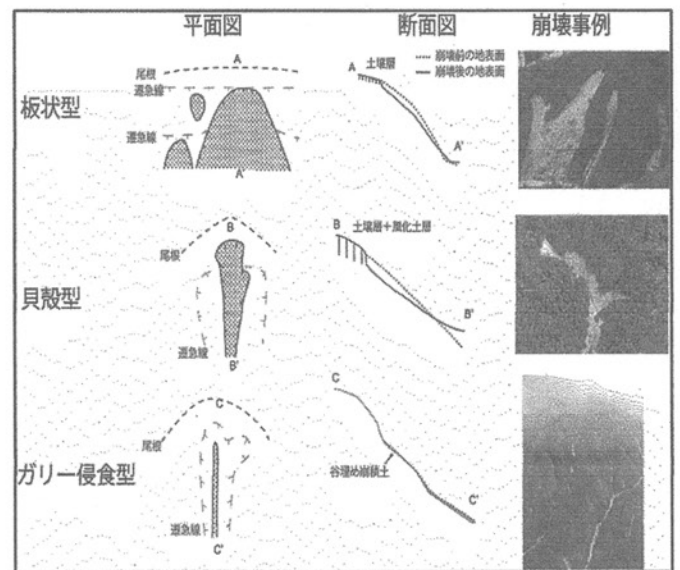 平面図
断面図
崩壊事例
板状型
A
尾根
遷急線
遷急線
A'
A
土壌層
崩壊前の地表面
崩壊後の地表面
A'
貝殻型
B
尾根
遷急線
B'
B
土壌層+風化土層
B'
ガリー侵食型
C
尾根
遷急線
C'
C
谷埋め崩積土
C'